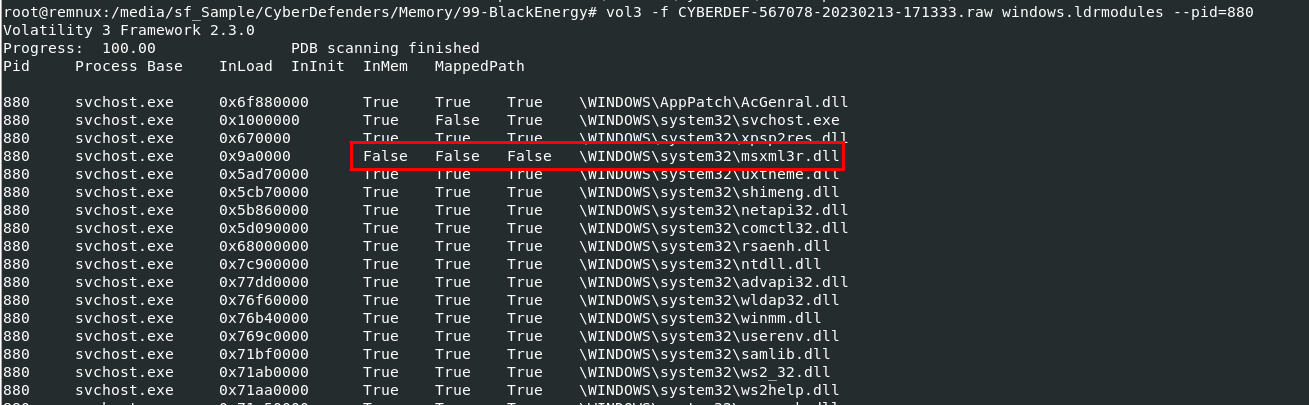 root@remnux:/media/sf_Sample/CyberDefenders/Memory/99-BlackEnergy# vol3 -f CYBERDEF-567078-20230213-171333.raw windows.ldrmodules --pid=880
Volatility 3 Framework 2.3.0
Progress:  100.00               PDB scanning finished
Pid     Process Base    InLoad  InInit  InMem   MappedPath
880     svchost.exe     0x6f880000      True    True    True    \WINDOWS\AppPatch\AcGenral.dll
880     svchost.exe     0x1000000       True    False   True    \WINDOWS\system32\svchost.exe
880     svchost.exe     0x670000        True    True    True    \WINDOWS\system32\xpsp2res.dll
880     svchost.exe     0x9a0000        False   False   False   \WINDOWS\system32\msxml3r.dll
880     svchost.exe     0x5ad70000      True    True    True    \WINDOWS\system32\uxtheme.dll
880     svchost.exe     0x5cb70000      True    True    True    \WINDOWS\system32\shimeng.dll
880     svchost.exe     0x5b860000      True    True    True    \WINDOWS\system32\netapi32.dll
880     svchost.exe     0x5d090000      True    True    True    \WINDOWS\system32\comctl32.dll
880     svchost.exe     0x68000000      True    True    True    \WINDOWS\system32\rsaenh.dll
880     svchost.exe     0x7c900000      True    True    True    \WINDOWS\system32\ntdll.dll
880     svchost.exe     0x77dd0000      True    True    True    \WINDOWS\system32\advapi32.dll
880     svchost.exe     0x76f60000      True    True    True    \WINDOWS\system32\wldap32.dll
880     svchost.exe     0x76b40000      True    True    True    \WINDOWS\system32\winmm.dll
880     svchost.exe     0x769c0000      True    True    True    \WINDOWS\system32\userenv.dll
880     svchost.exe     0x71bf0000      True    True    True    \WINDOWS\system32\samlib.dll
880     svchost.exe     0x71ab0000      True    True    True    \WINDOWS\system32\ws2_32.dll
880     svchost.exe     0x71aa0000      True    True    True    \WINDOWS\system32\ws2help.dll